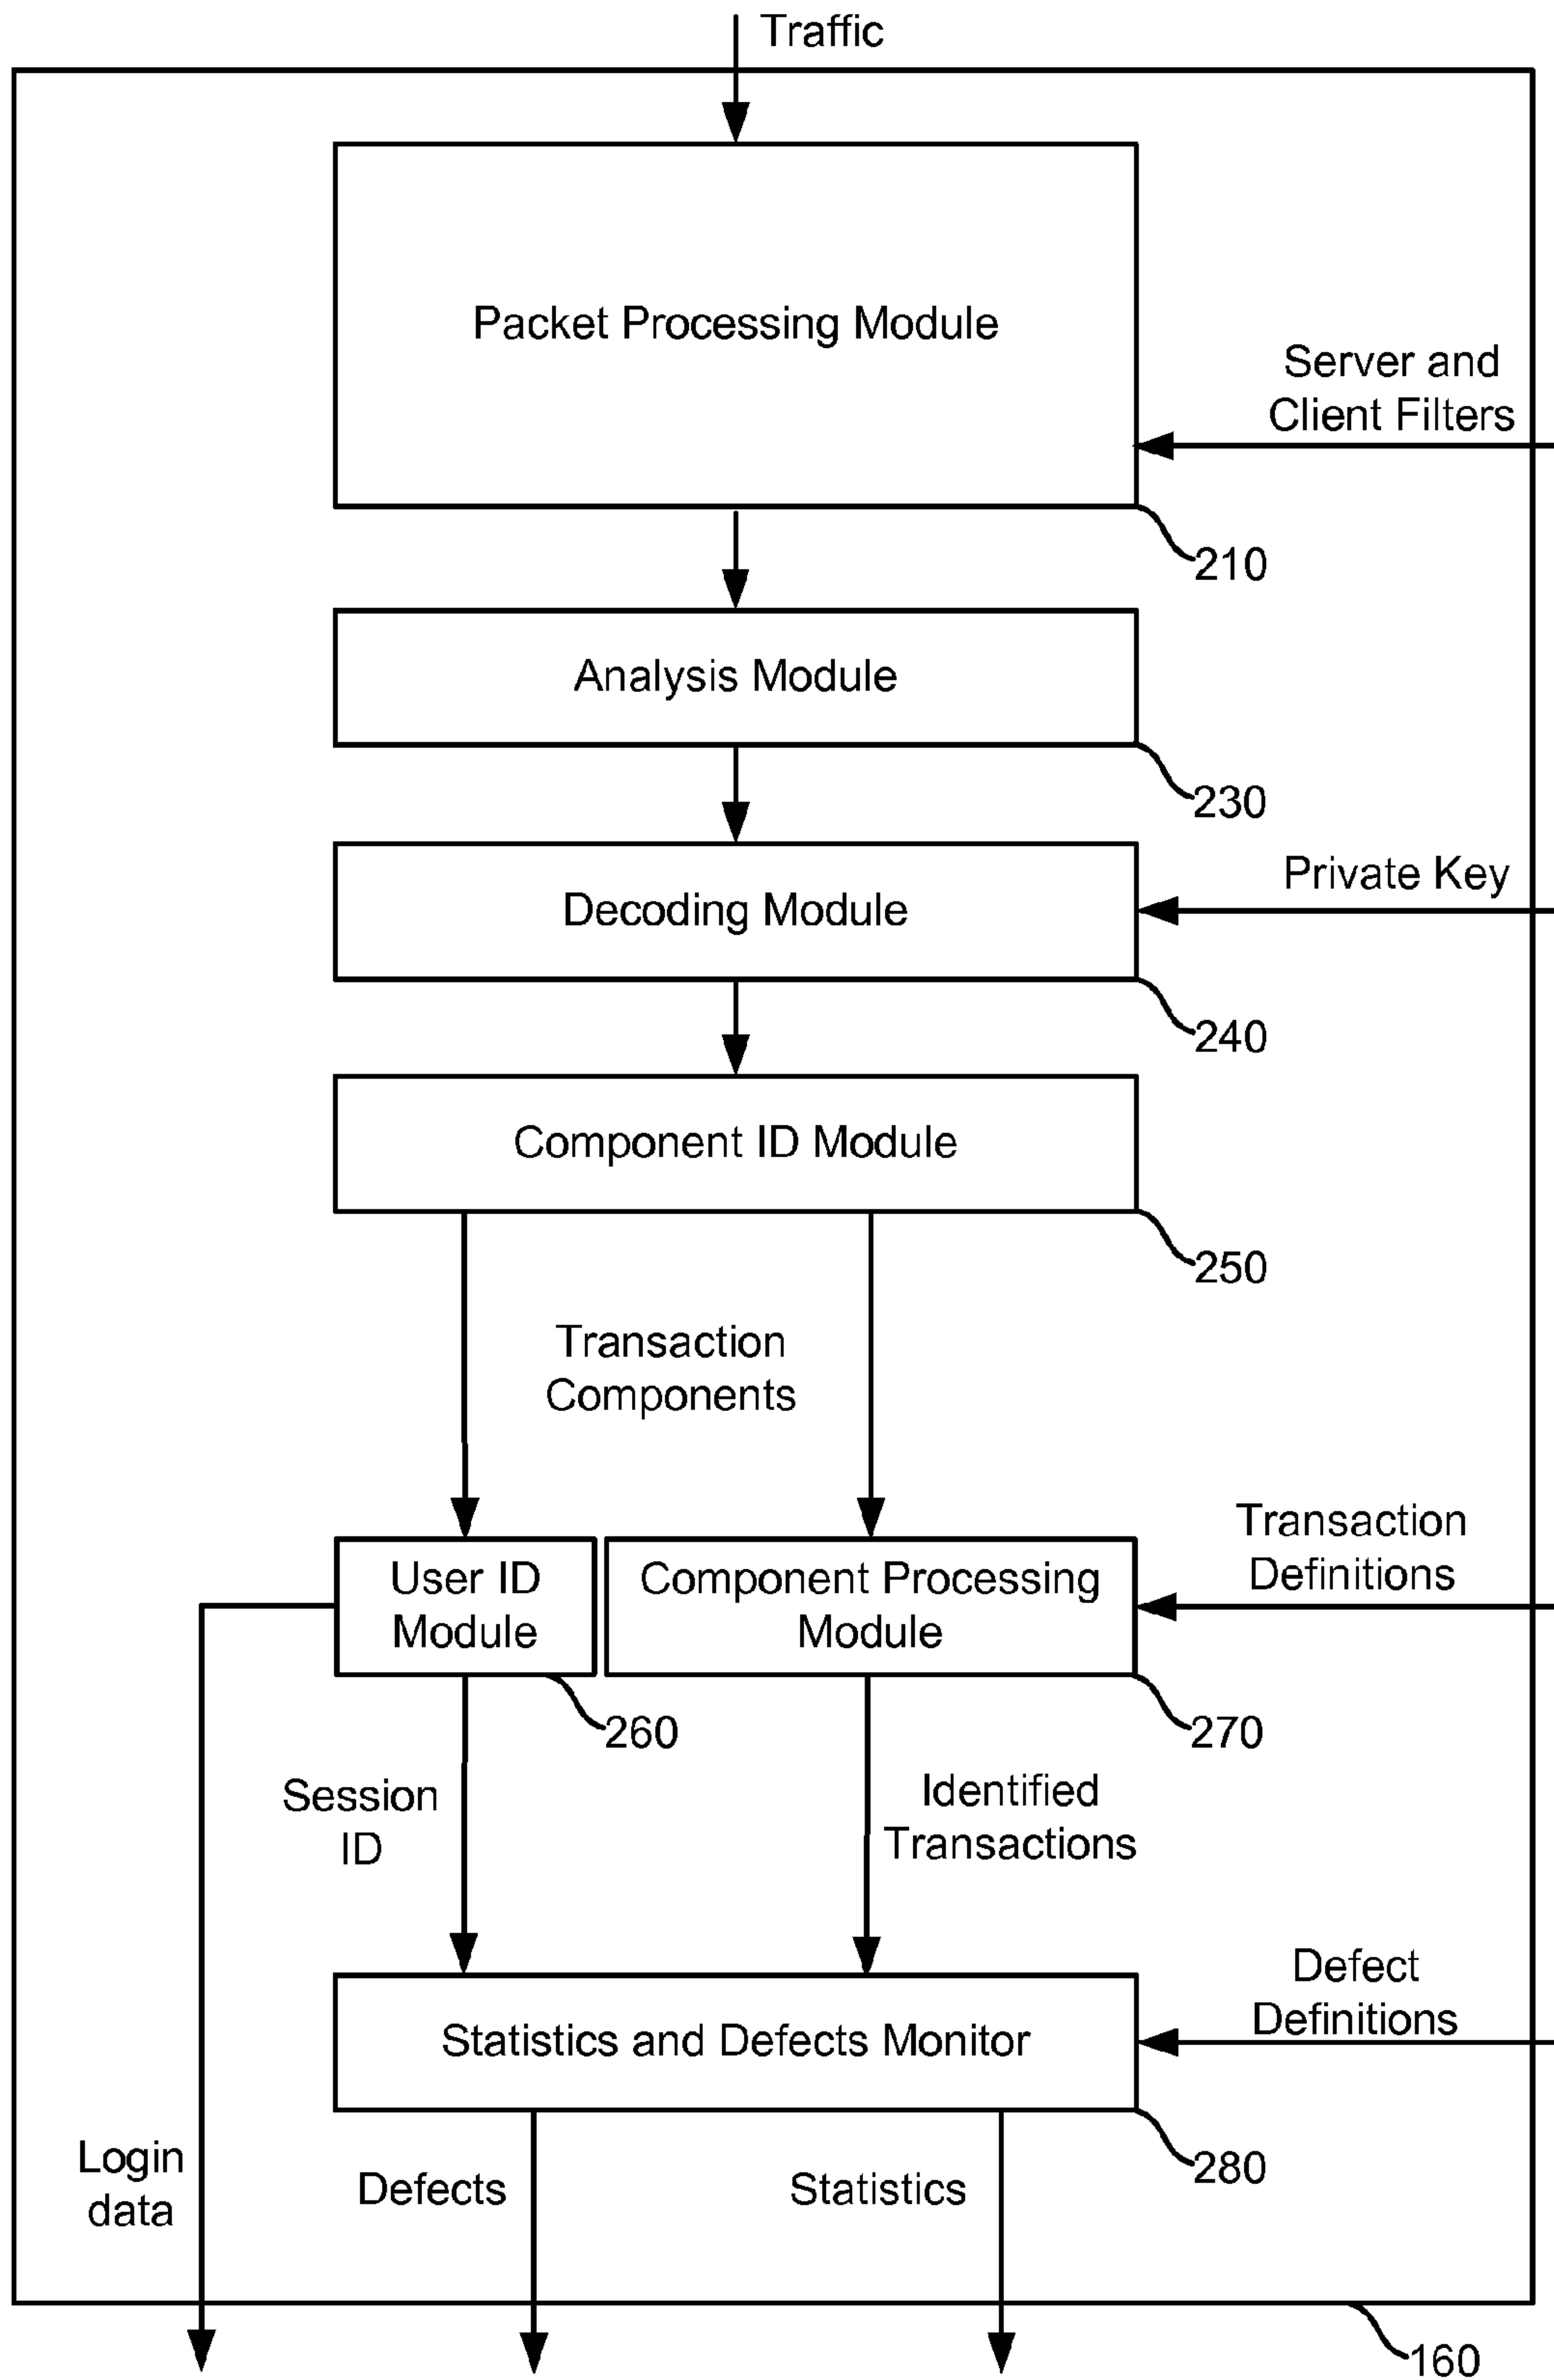 Traffic
Packet Processing Module
Server and
Client Filters
210
Analysis Module
230
Private Key
Decoding Module
240
Component ID Module
250
Transaction
Components
Transaction
Definitions
User ID
Module
Component Processing
Module
260
270
Session
ID
Identified
Transactions
Defect
Definitions
Statistics and Defects Monitor
280
Login
data
Defects
Statistics
160